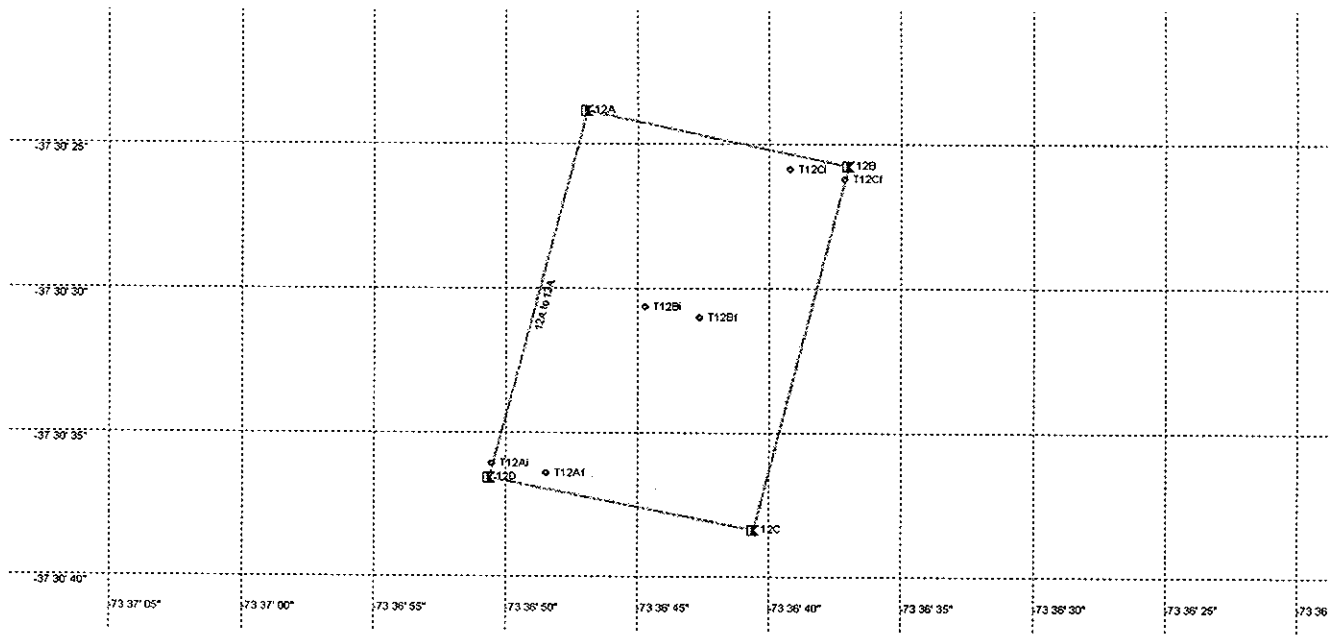 12A
-37 30' 25"
12B
T12Ci
T12Cf
-37 30' 30"
12A to 12A
T12Bi
T12Bf
-37 30' 35"
T12Ai
12D
T12Af
12C
-37 30' 40"
-73 37' 05"
-73 37' 00"
-73 36' 55"
-73 36' 50"
-73 36' 45"
-73 36' 40"
-73 36' 35"
-73 36' 30"
-73 36' 25"
-73 36